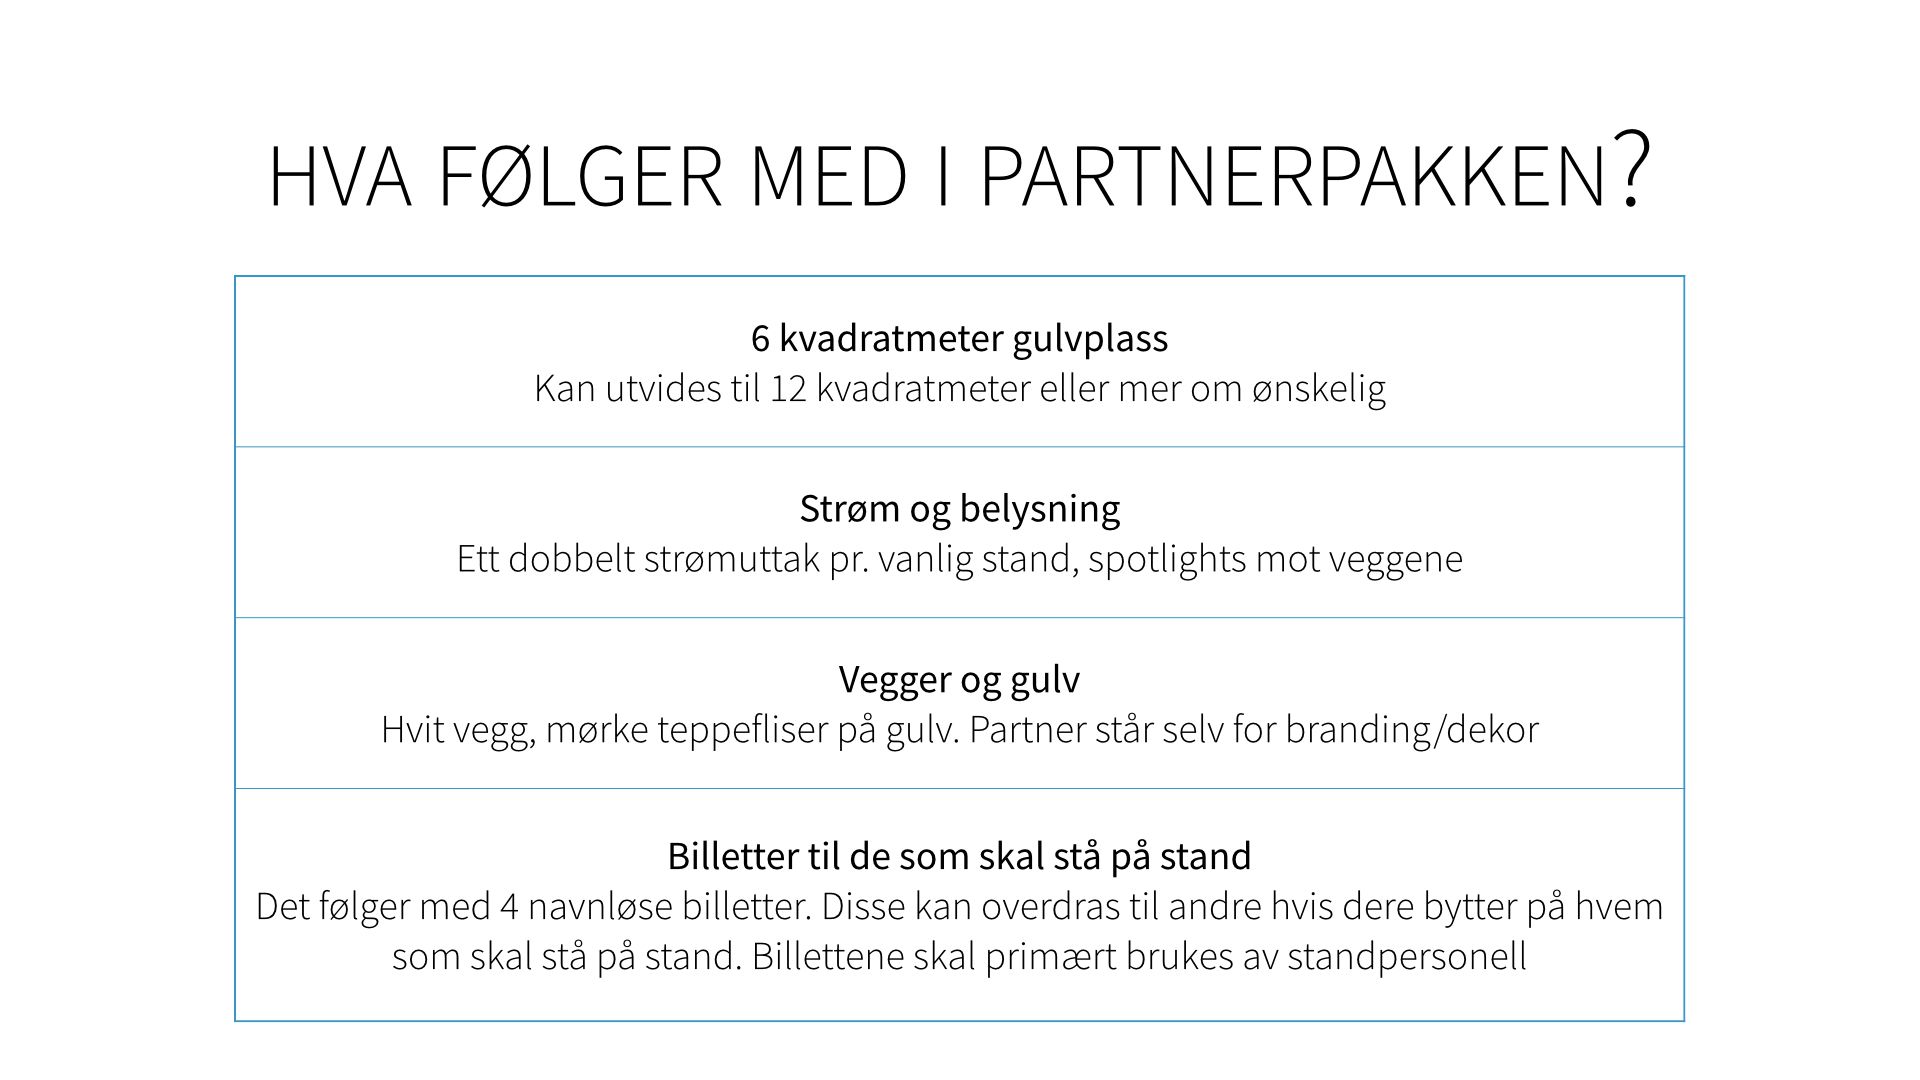 HVA FØLGER MED I PARTNERPAKKEN?
6 kvadratmeter gulvplass
Kan utvides til 12 kvadratmeter eller mer om ønskelig
Strøm og belysning
Ett dobbelt strømuttak pr. vanlig stand, spotlights mot veggene
Vegger og gulv
Hvit vegg, mørke teppefliser på gulv. Partner står selv for branding/dekor
Billetter til de som skal stå på stand
Det følger med 4 navnløse billetter. Disse kan overdras til andre hvis dere bytter på hvem
som skal stå på stand. Billettene skal primært brukes av standpersonell